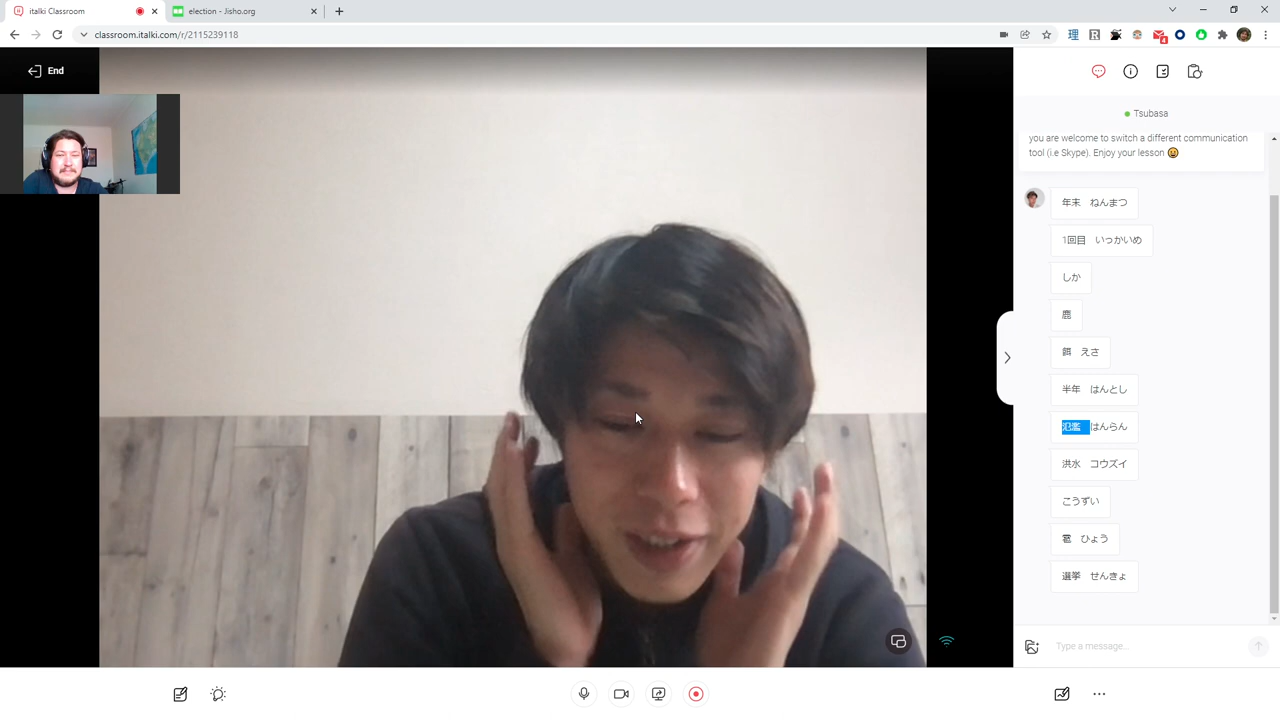 italki Classroom
election - Jisho.org
classroom.italki.com/r/2115239118
4
End
Tsubasa
you are welcome to switch a different communication
tool (i.e Skype). Enjoy your lesson
年末 ねんまつ
1回目 いっかいめ
しか
鹿
餌 えさ
半年 はんとし
氾濫 はんらん
洪水 コウズイ
こうずい
雹 ひょう
選挙 せんきょ
Type a message...